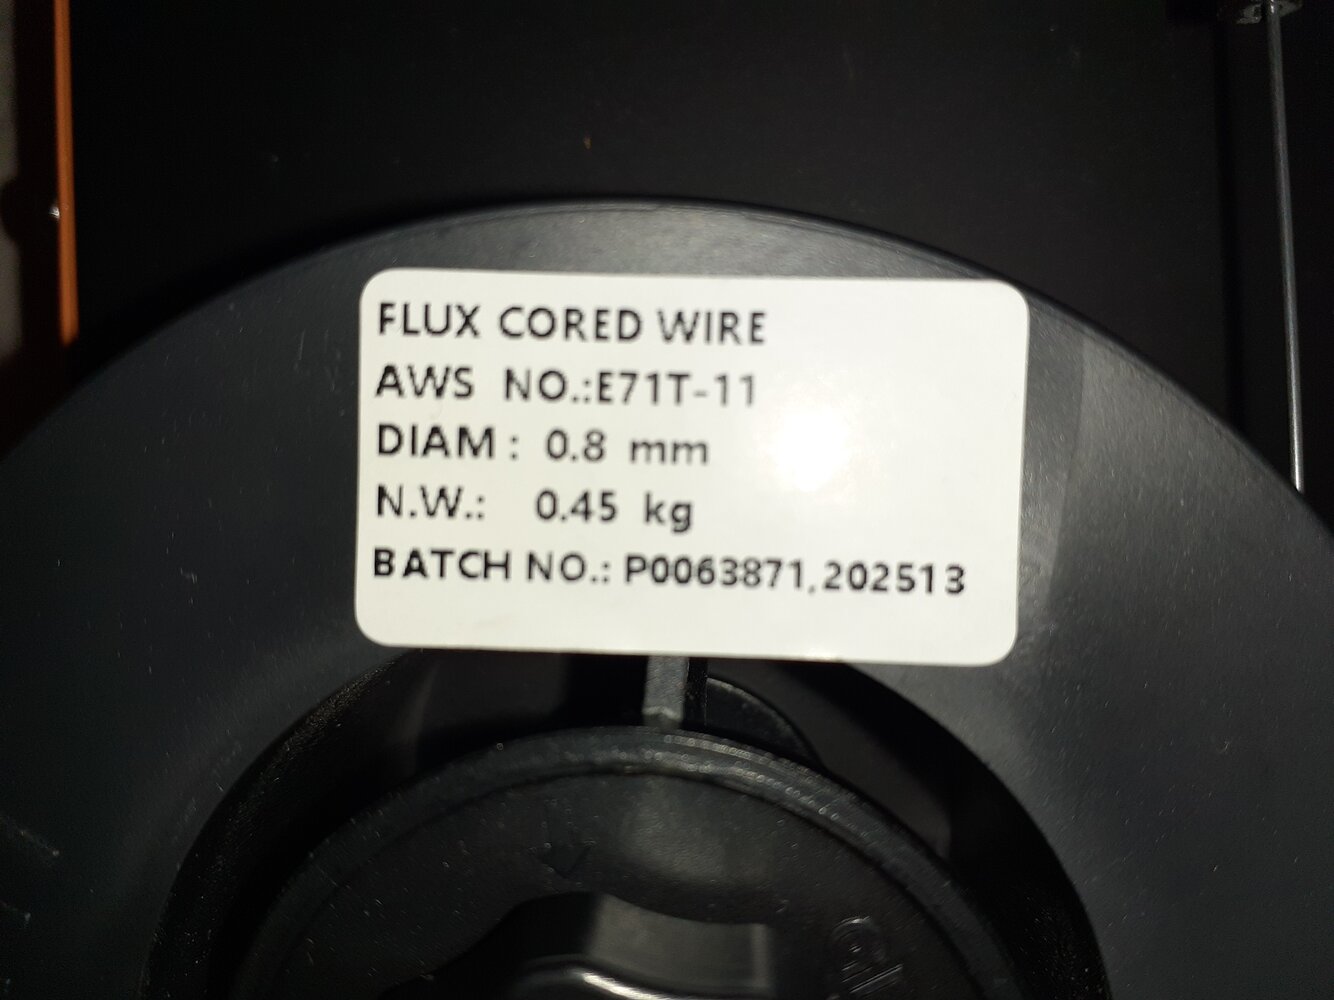 FLUX CORED WIRE
AWS NO.:E71T-11
DIAM: 0.8 mm
N.W.: 0.45 kg
BATCH NO.: P0063871,202513